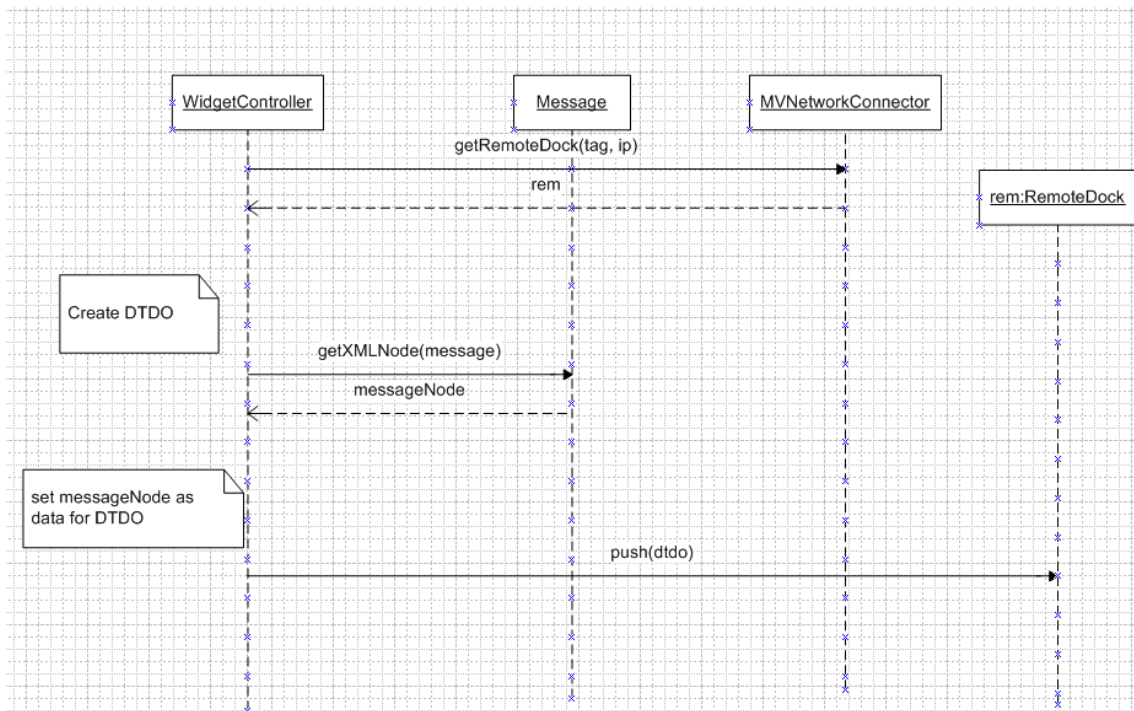 WidgetController
Message
MVNetworkConnector
getRemoteDock(tag, ip)
rem
rem:RemoteDock
Create DTDO
getXMLNode(message)
messageNode
set messageNode as
data for DTDO
push(dtdo)